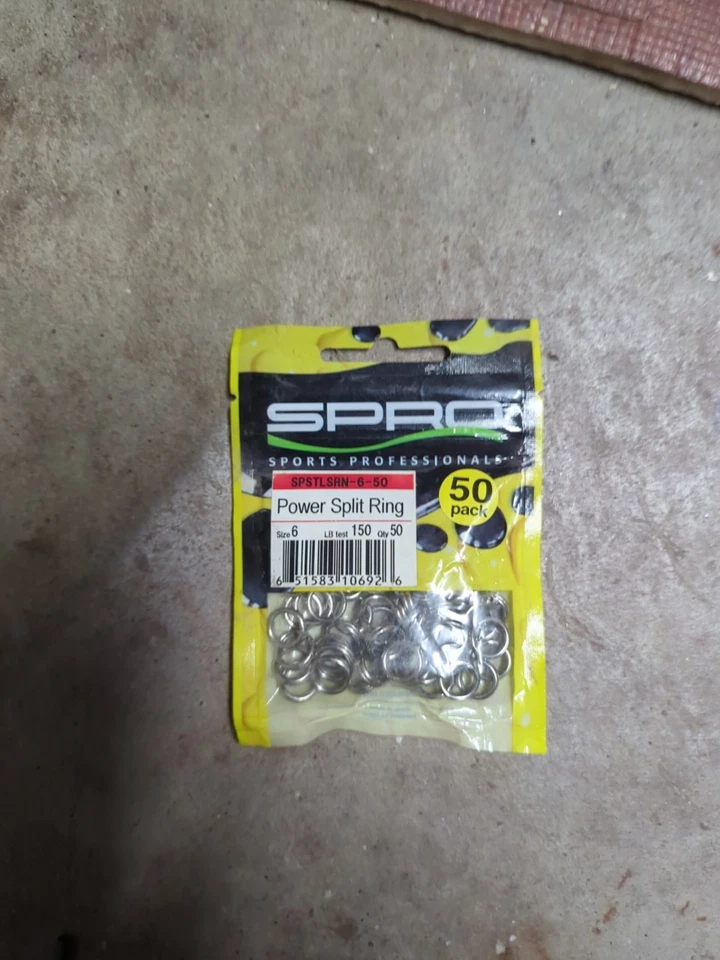 SPRO
SPORTS PROFESSIONALS
SPSTLSRN-6-50
Power Split Ring
50
pack
Size 6 LB test 150 Qty 50
6 51583 10692 6